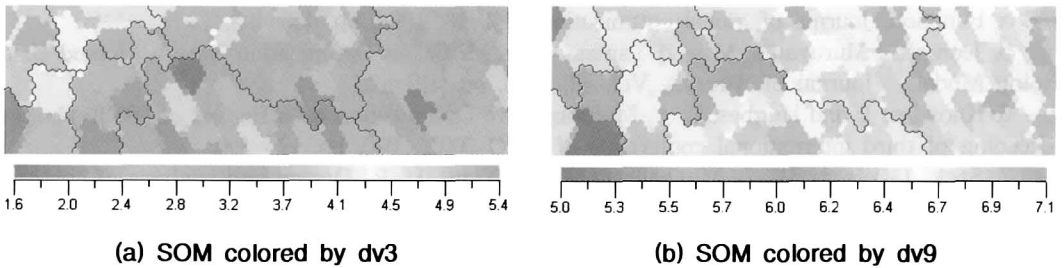 1.6 2.0 2.4 2.8 3.2 3.7 4.1 4.5 4.9 5.4
5.0 5.3 5.5 5.7 6.0 6.2 6.4 6.7 6.9 7.1
(a) SOM colored by dv3
(b) SOM colored by dv9